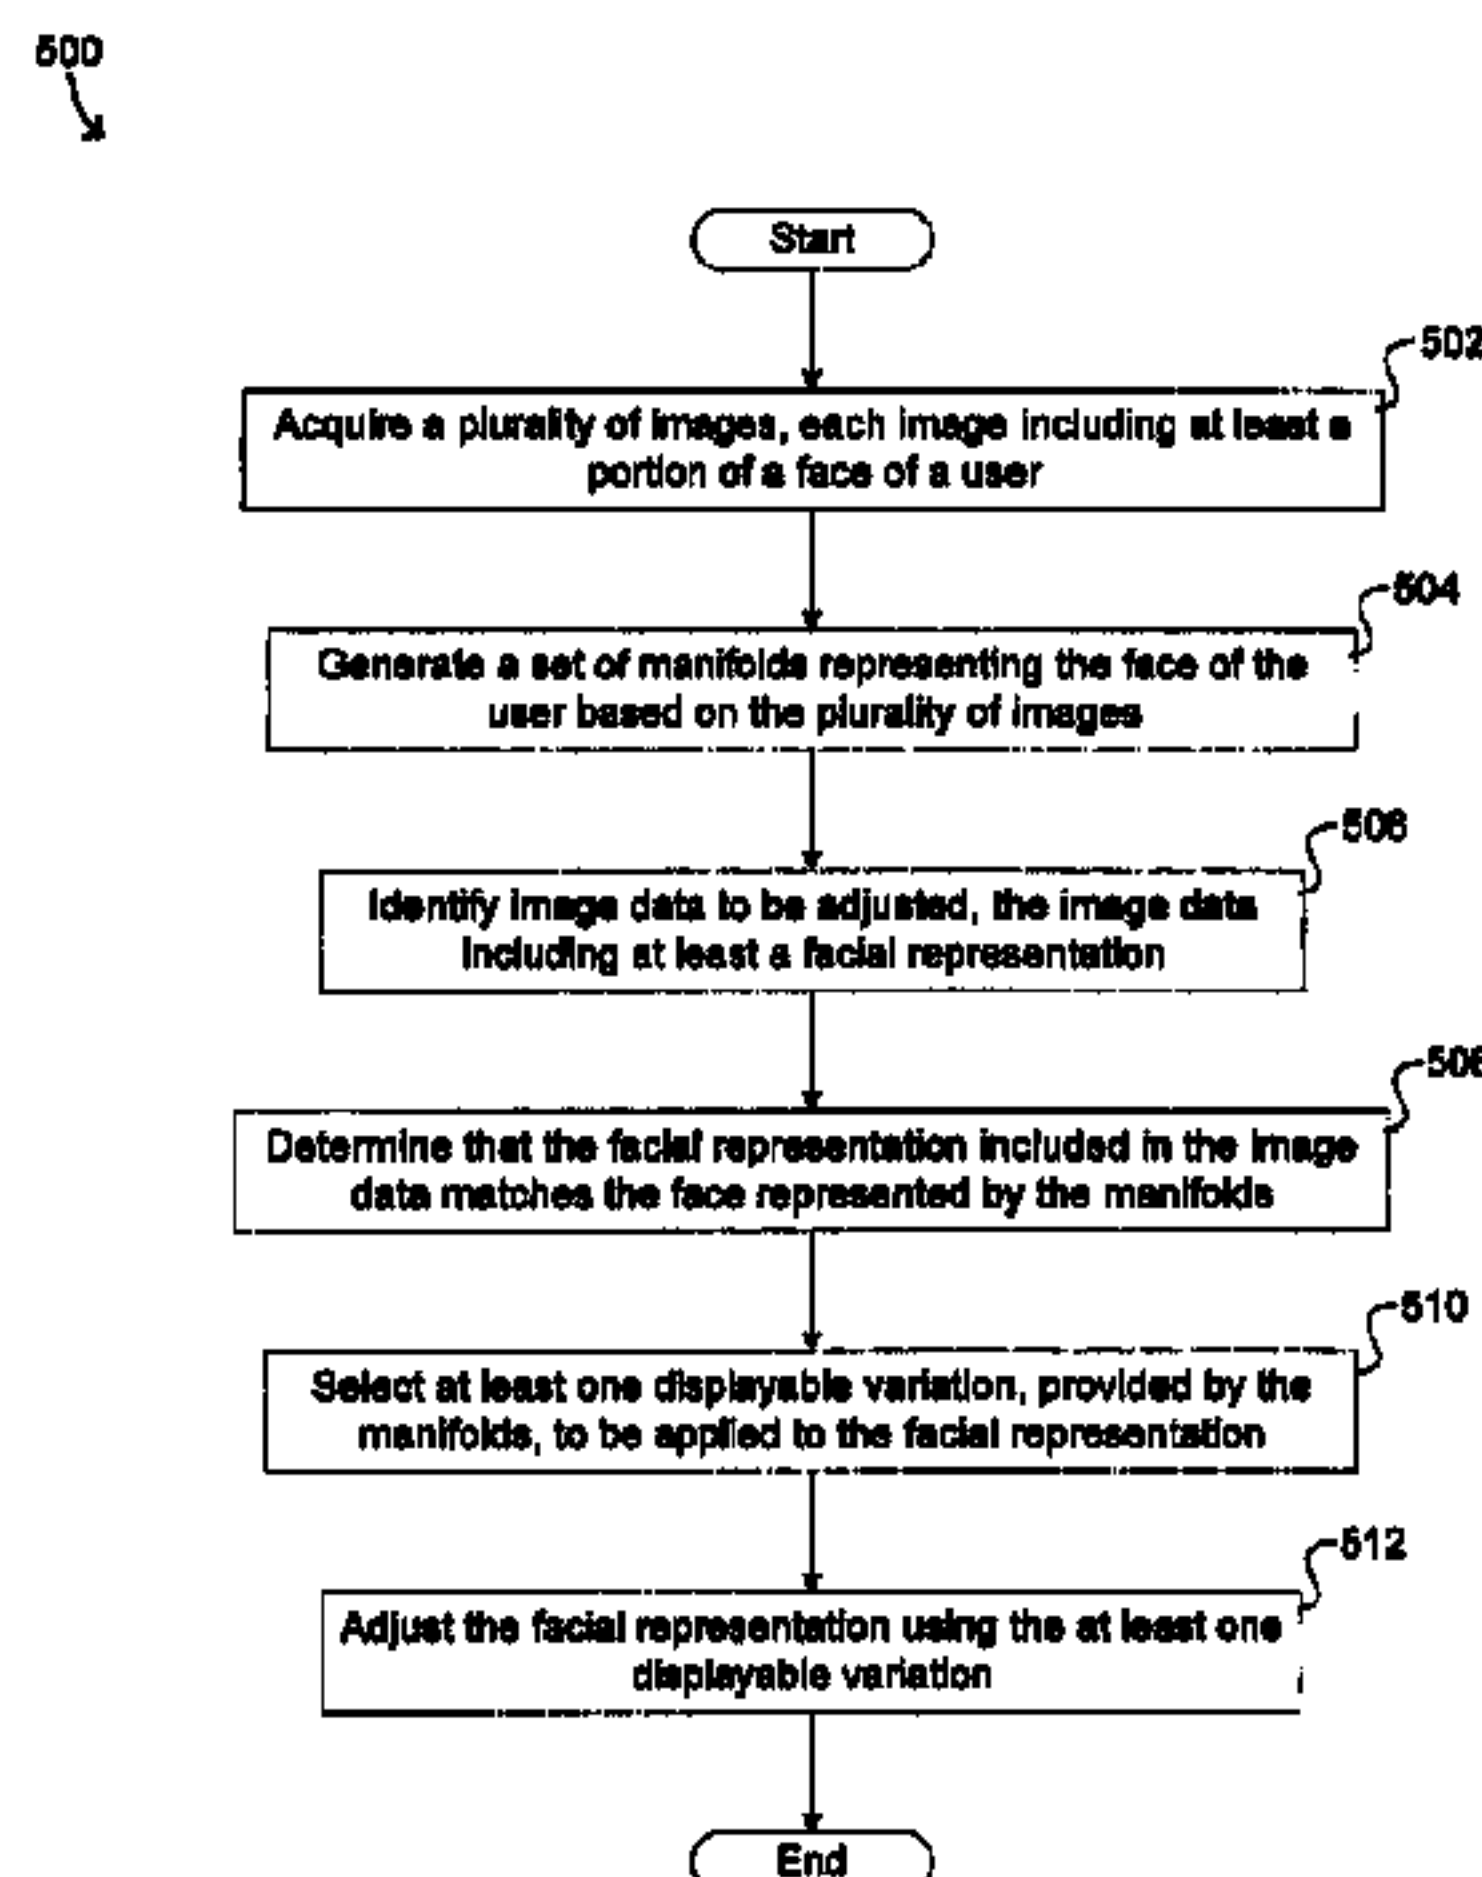 500
Start
502
Acquire a plurality of images, each image including at least a
portion of a face of a user
504
Generate a set of manifolds representing the face of the
user based on the plurality of images
506
Identify image data to be adjusted, the image data
including at least a facial representation
Determine that the facial representation included in the image
data matches the face represented by the manifolds
510
Select at least one displayable variation, provided by the
manifolds, to be applied to the facial representation
512
Adjust the facial representation using the at least one
displayable variation
End